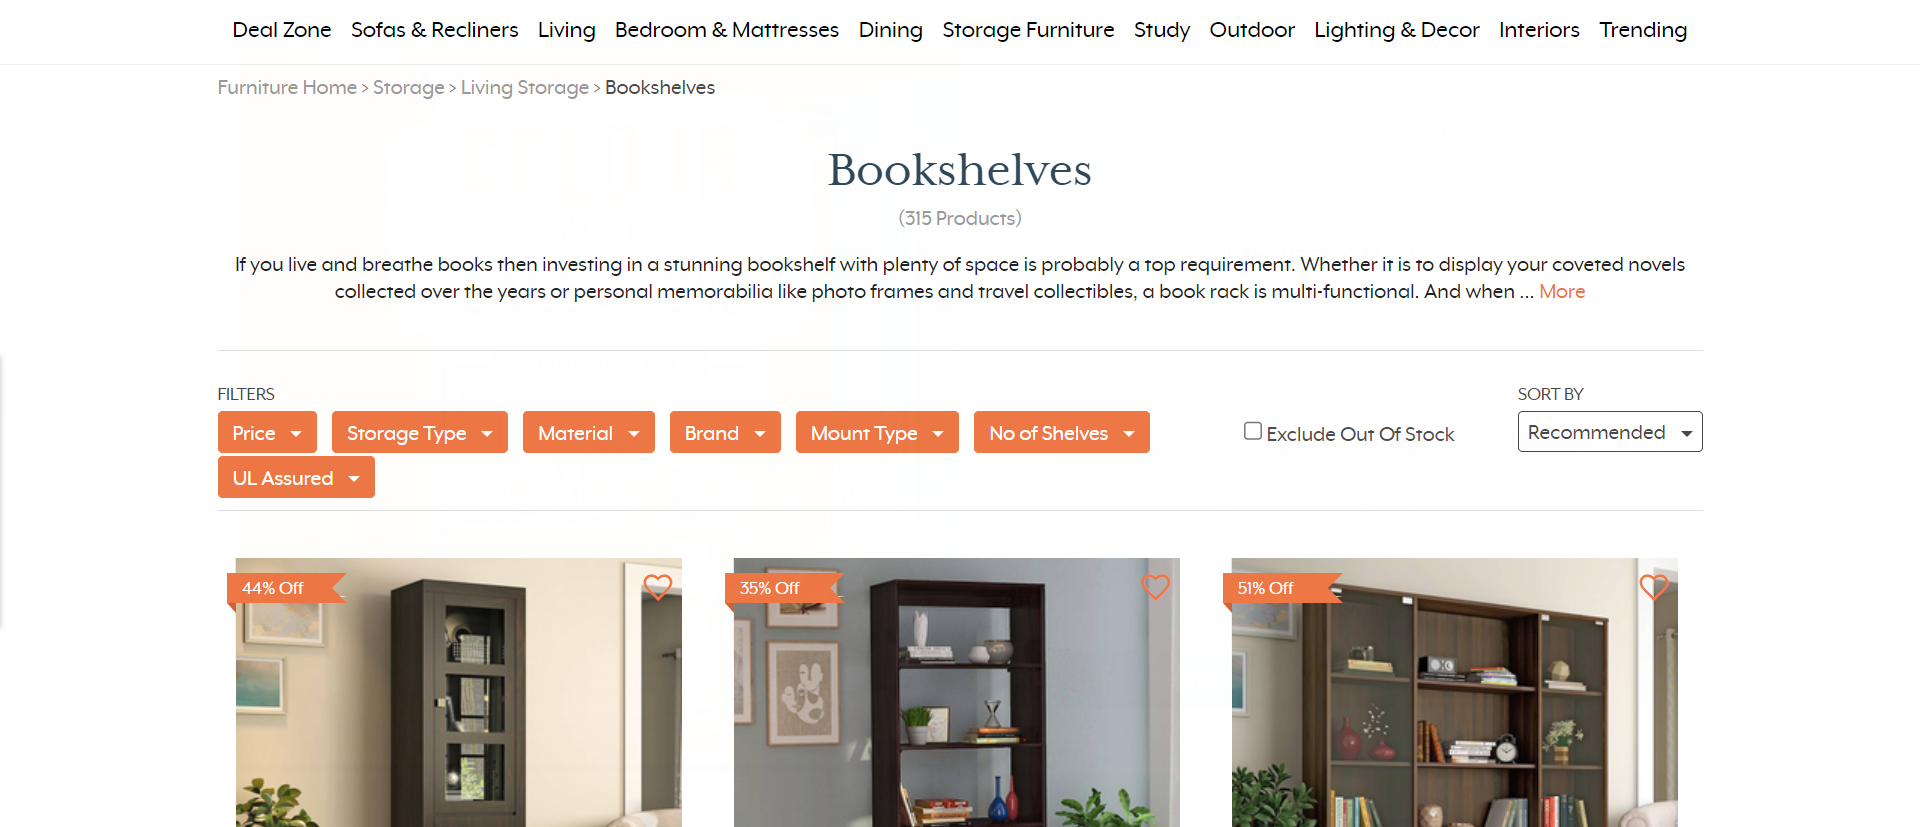 Deal Zone Sofas & Recliners Living Bedroom & Mattresses Dining Storage Furniture Study Outdoor Lighting & Decor Interiors Trending
Furniture Home > Storage > Living Storage > Bookshelves
Bookshelves
(315 Products)
If you live and breathe books then investing in a stunning bookshelf with plenty of space is probably a top requirement. Whether it is to display your coveted novels
collected over the years or personal memorabilia like photo frames and travel collectibles, a book rack is multi-functional. And when ... More
FILTERS
SORT BY
Price Storage Type Material Brand Mount Type No of Shelves Exclude Out Of Stock Recommended
UL Assured
44% Off 35% Off 51% Off